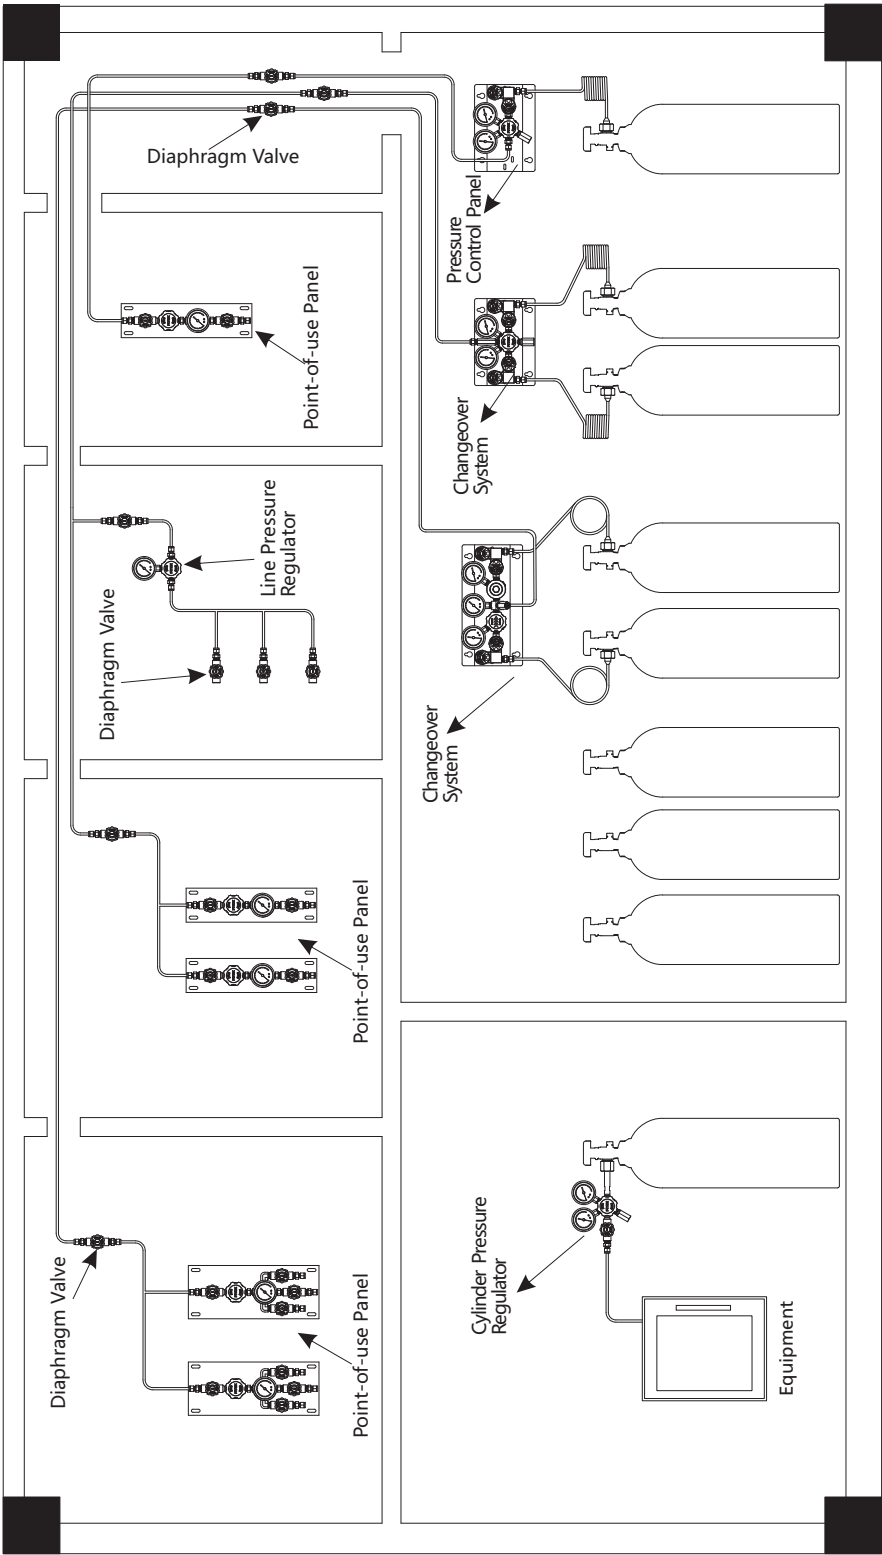 Diaphragm Valve
Pressure
Control Panel
Point-of-use Panel
Changeover
System
Line Pressure
Regulator
Diaphragm Valve
Changeover
System
Point-of-use Panel
Cylinder Pressure
Regulator
Diaphragm Valve
Point-of-use Panel
Equipment